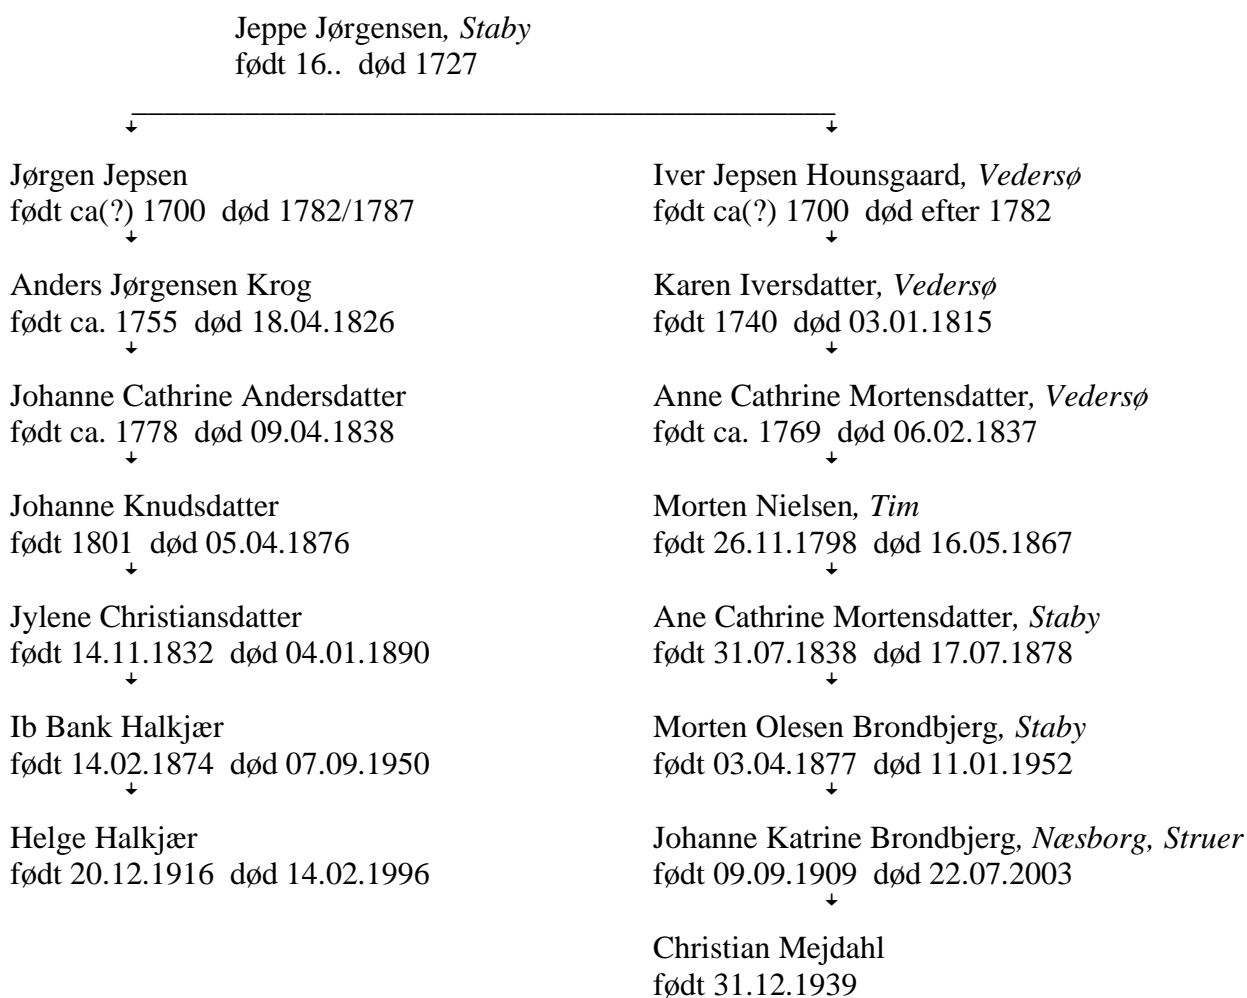 Jeppe Jørgensen, Staby
født 16.. død 1727
Jørgen Jepsen
født ca(?) 1700 død 1782/1787
Anders Jørgensen Krog
født ca. 1755 død 18.04.1826
Johanne Cathrine Andersdatter
født ca. 1778 død 09.04.1838
Johanne Knudsdatter
født 1801 død 05.04.1876
Jylene Christiansdatter
født 14.11.1832 død 04.01.1890
Ib Bank Halkjær
født 14.02.1874 død 07.09.1950
Helge Halkjær
født 20.12.1916 død 14.02.1996
Iver Jepsen Hounsgaard, Vedersø
født ca(?) 1700 død efter 1782
Karen Iversdatter, Vedersø
født 1740 død 03.01.1815
Anne Cathrine Mortensdatter, Vedersø
født ca. 1769 død 06.02.1837
Morten Nielsen, Tim
født 26.11.1798 død 16.05.1867
Ane Cathrine Mortensdatter, Staby
født 31.07.1838 død 17.07.1878
Morten Olesen Brondbjerg, Staby
født 03.04.1877 død 11.01.1952
Johanne Katrine Brondbjerg, Næsborg, Struer
født 09.09.1909 død 22.07.2003
Christian Mejdahl
født 31.12.1939